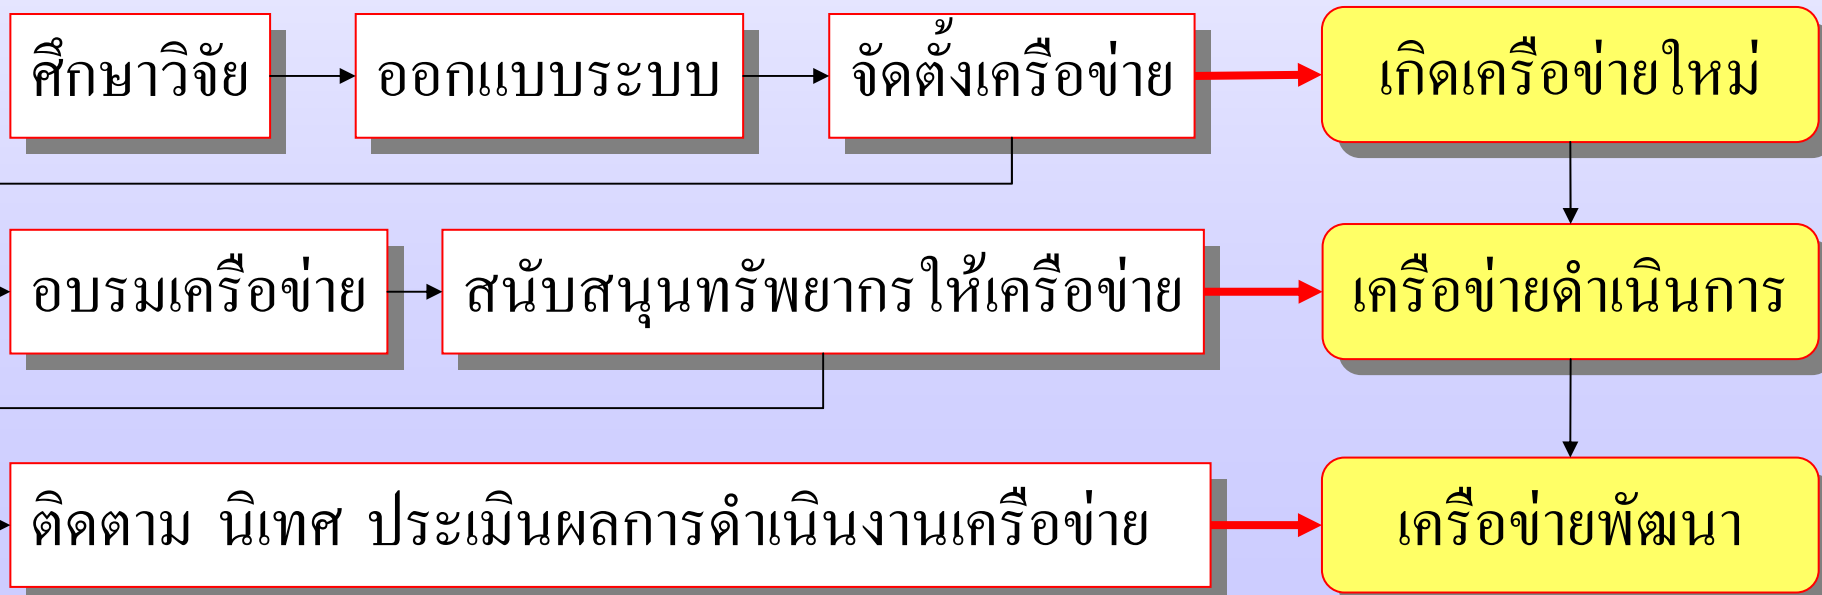 ศึกษาวิจัย ออกแบบระบบ จัดตั้งเครือข่าย เกิดเครือข่ายใหม่
อบรมเครือข่าย สนับสนุนทรัพยากรให้เครือข่าย เครือข่ายดำเนินการ
ติดตาม นิเทศ ประเมินผลการดำเนินงานเครือข่าย เครือข่ายพัฒนา